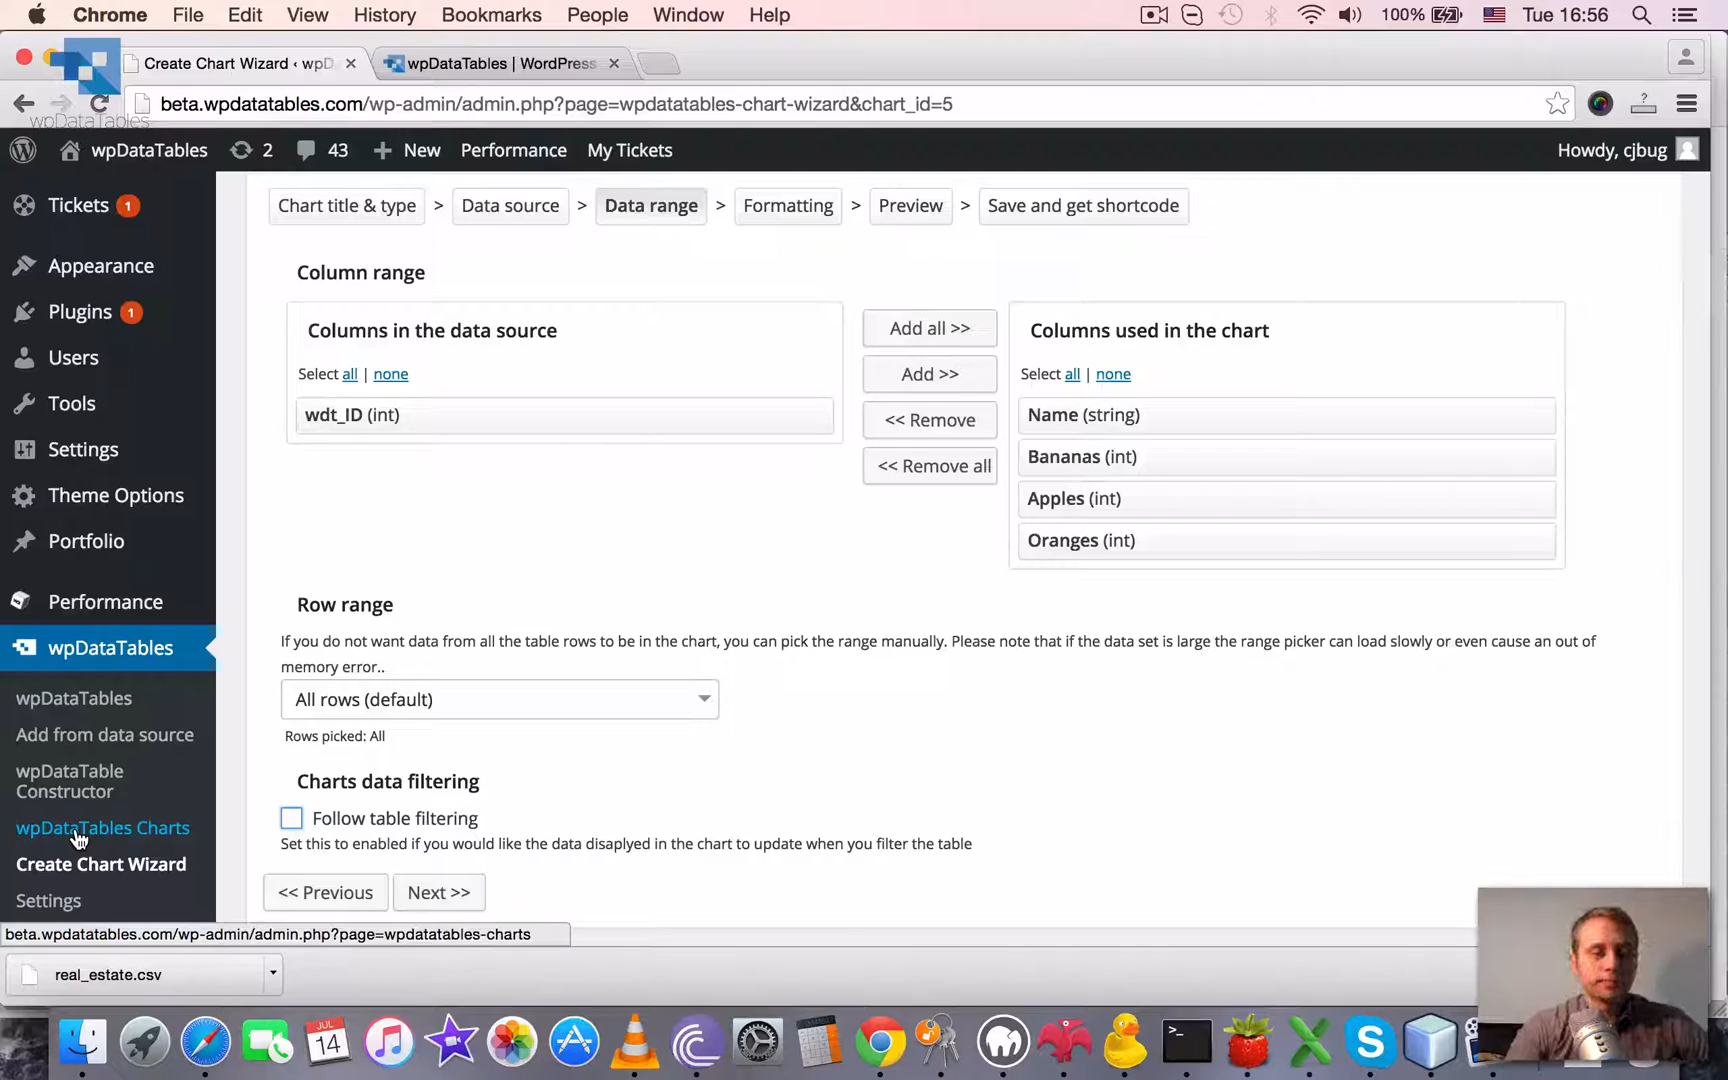 Chrome File Edit View History Bookmarks People Window Help 100% Tue 16:56
Create Chart Wizard ‹ wpD
wpDataTables | WordPress
beta.wpdatatables.com/wp-admin/admin.php?page=wpdatatables-chart-wizard&chart_id=5
wpDataTables
wpDataTables 2 43 New Performance My Tickets Howdy, cjbug
Tickets 1
Appearance
Plugins 1
Users
Tools
Settings
Theme Options
Portfolio
Performance
wpDataTables
wpDataTables
Add from data source
wpDataTable
Constructor
wpDataTables Charts
Create Chart Wizard
Settings
Chart title & type > Data source > Data range > Formatting > Preview > Save and get shortcode
Column range
Columns in the data source
Select all | none
wdt_ID (int)
Add all >>
Add >>
<< Remove
<< Remove all
Columns used in the chart
Select all | none
Name (string)
Bananas (int)
Apples (int)
Oranges (int)
Row range
If you do not want data from all the table rows to be in the chart, you can pick the range manually. Please note that if the data set is large the range picker can load slowly or even cause an out of
memory error..
All rows (default)
Rows picked: All
Charts data filtering
Follow table filtering
Set this to enabled if you would like the data disaplyed in the chart to update when you filter the table
<< Previous Next >>
beta.wpdatatables.com/wp-admin/admin.php?page=wpdatatables-charts
real_estate.csv
JUL
14